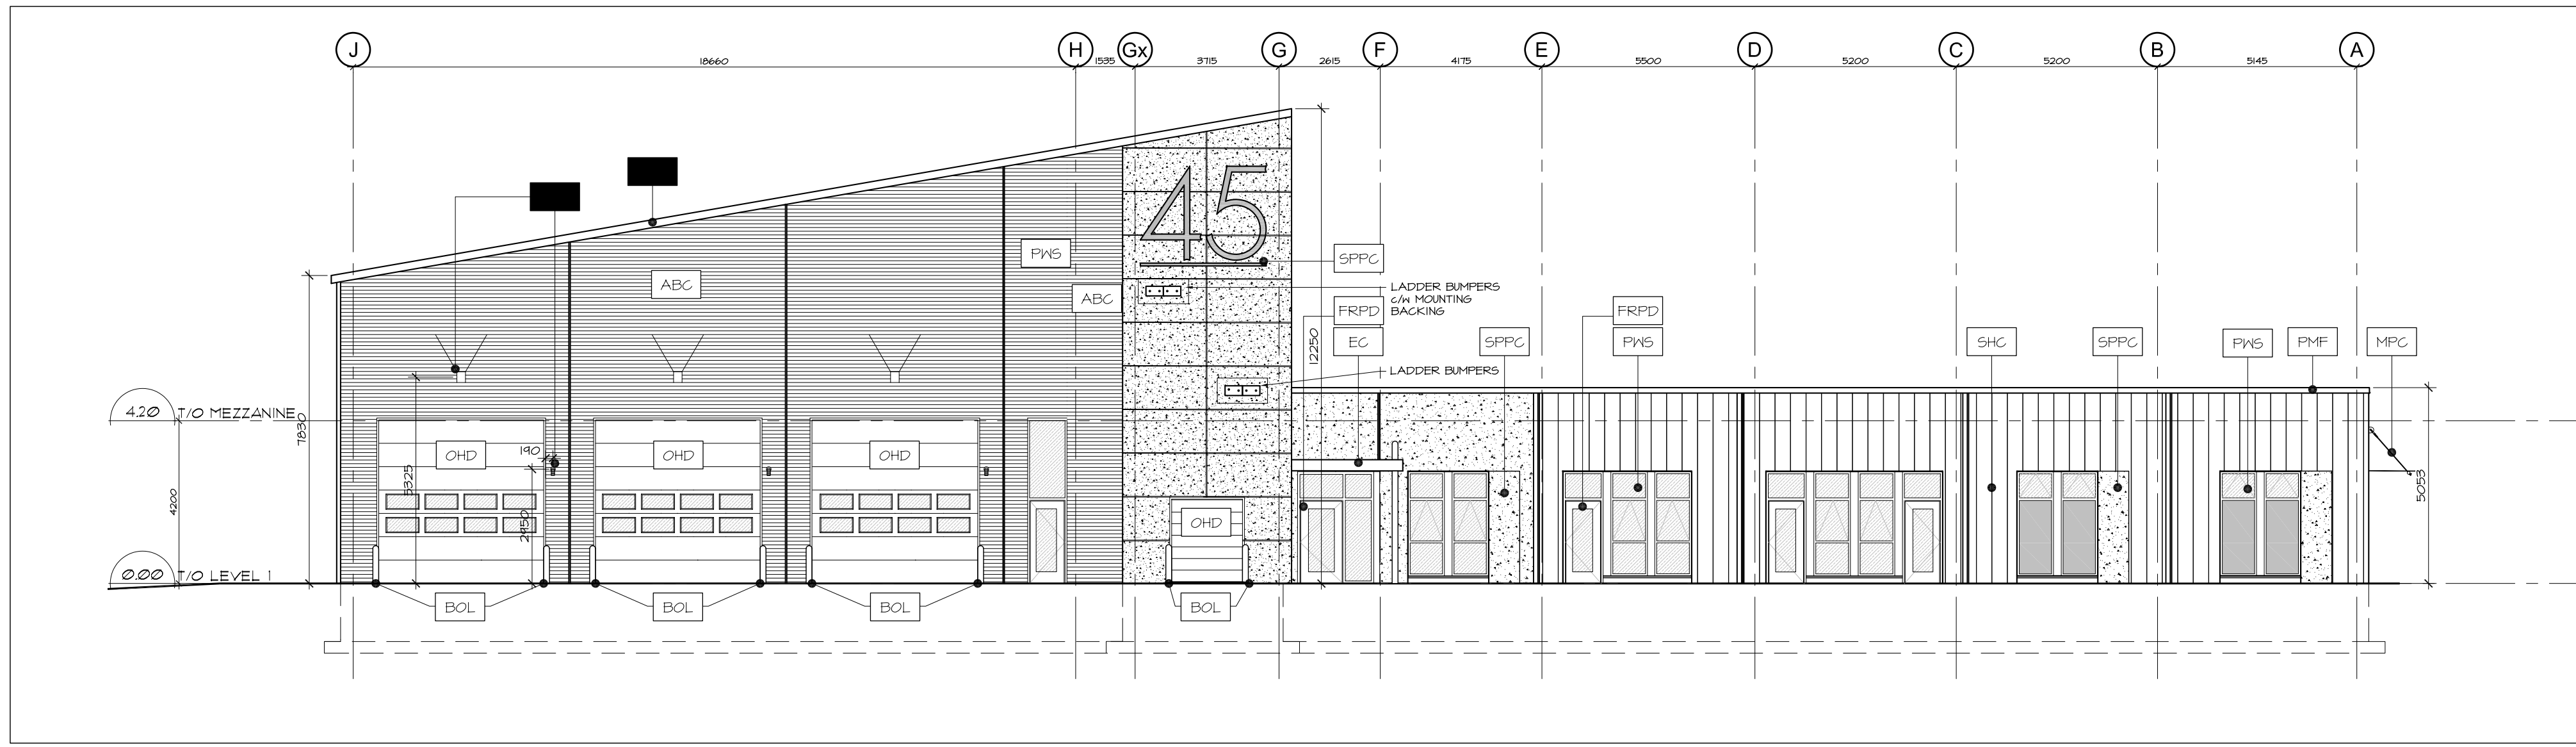 J H Gx G F E D C B A
18660 1535 3715 2615 4175 5500 5200 5200 5145
45
PWS
SPPC
ABC
ABC
LADDER BUMPERS
C/W MOUNTING
BACKING
FRPD
FRPD
12250
EC
SPPC
PWS
SHC
SPPC
PWS
PMF
MPC
LADDER BUMPERS
4.20 T/O MEZZANINE
7830
OHD
OHD
OHD
190
5325
5053
4200
2950
OHD
0.00 T/O LEVEL 1
BOL
BOL
BOL
BOL